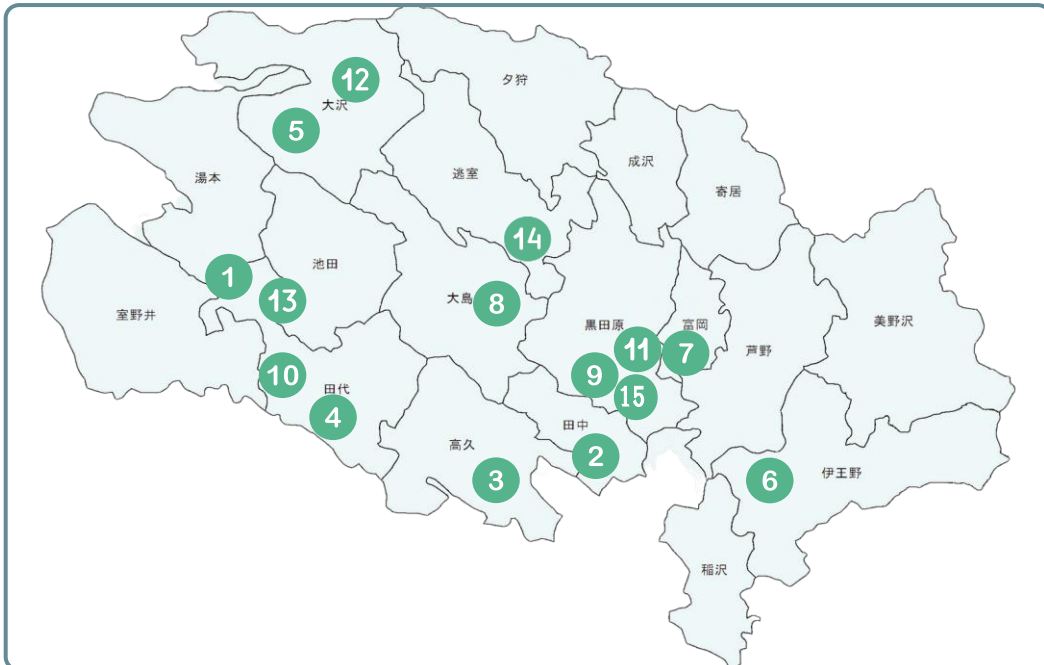 夕狩
12
大沢
5
成沢
逃室
湯本
寄居
14
池田
1
13
大島
8
室野井
黒田原
富岡
美野沢
11
7
芦野
10
9
田代
15
4
田中
高久
2
3
6
伊王野
稲沢